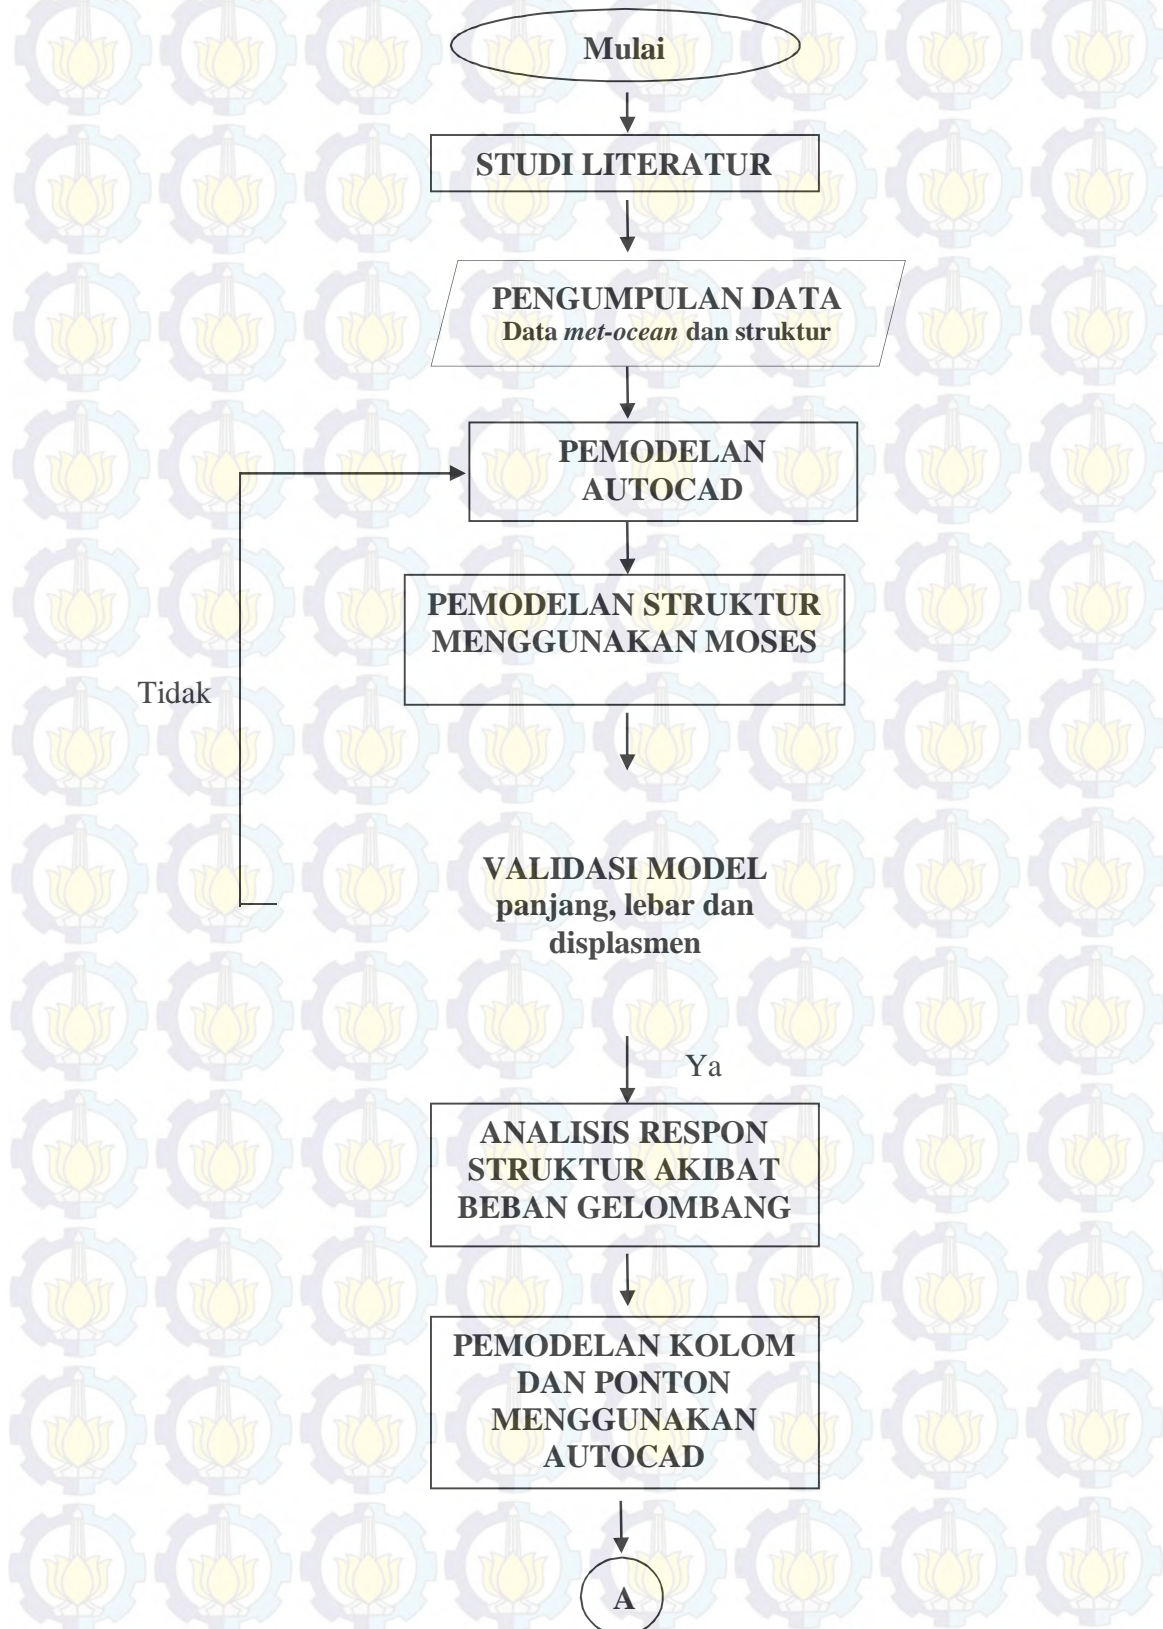 Mulai
STUDI LITERATUR
PENGUMPULAN DATA
Data met-ocean dan struktur
PEMODELAN
AUTOCAD
PEMODELAN STRUKTUR
MENGGUNAKAN MOSES
Tidak
VALIDASI MODEL
panjang, lebar dan
displasmen
Ya
ANALISIS RESPON
STRUKTUR AKIBAT
BEBAN GELOMBANG
PEMODELAN KOLOM
DAN PONTON
MENGGUNAKAN
AUTOCAD
A